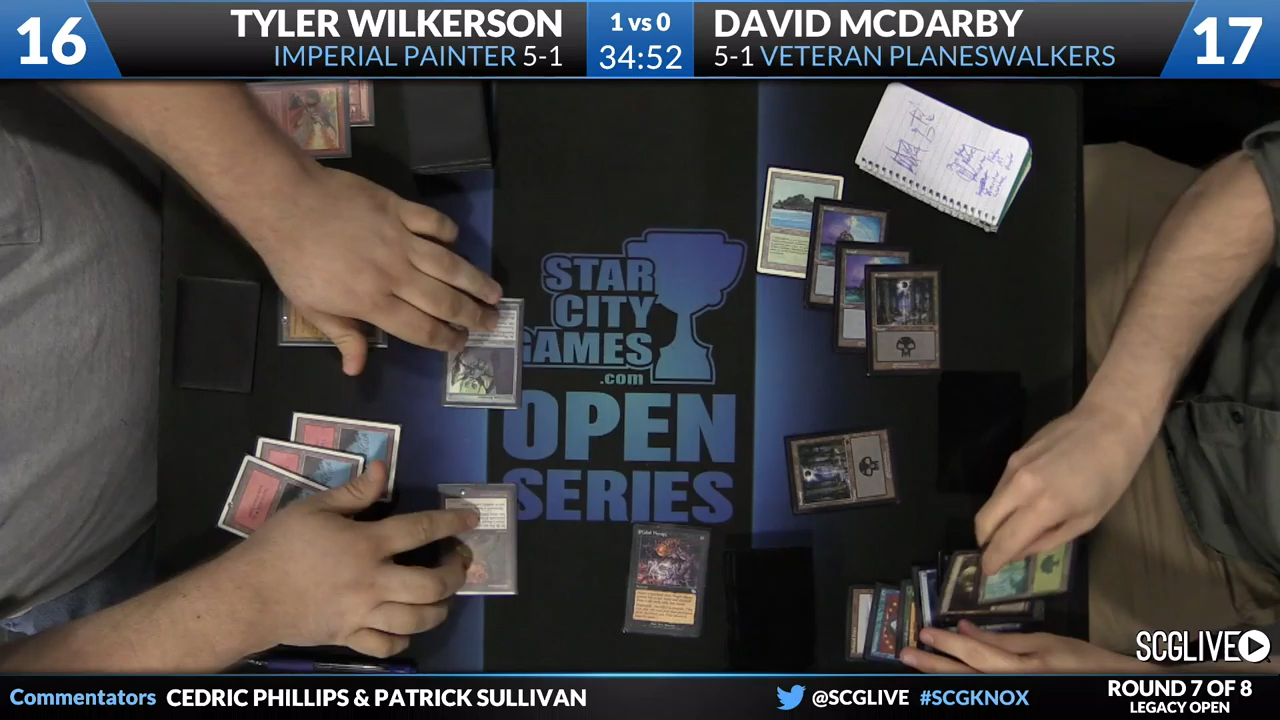 16
TYLER WILKERSON
IMPERIAL PAINTER 5-1
1 vs 0
34:52
DAVID MCDARBY
5-1 VETERAN PLANESWALKERS
17
STAR
CITY
GAMES
.com
OPEN
SERIES
SCGLIVE
Commentators CEDRIC PHILLIPS & PATRICK SULLIVAN
@SCGLIVE #SCGKNOX
ROUND 7 OF 8
LEGACY OPEN